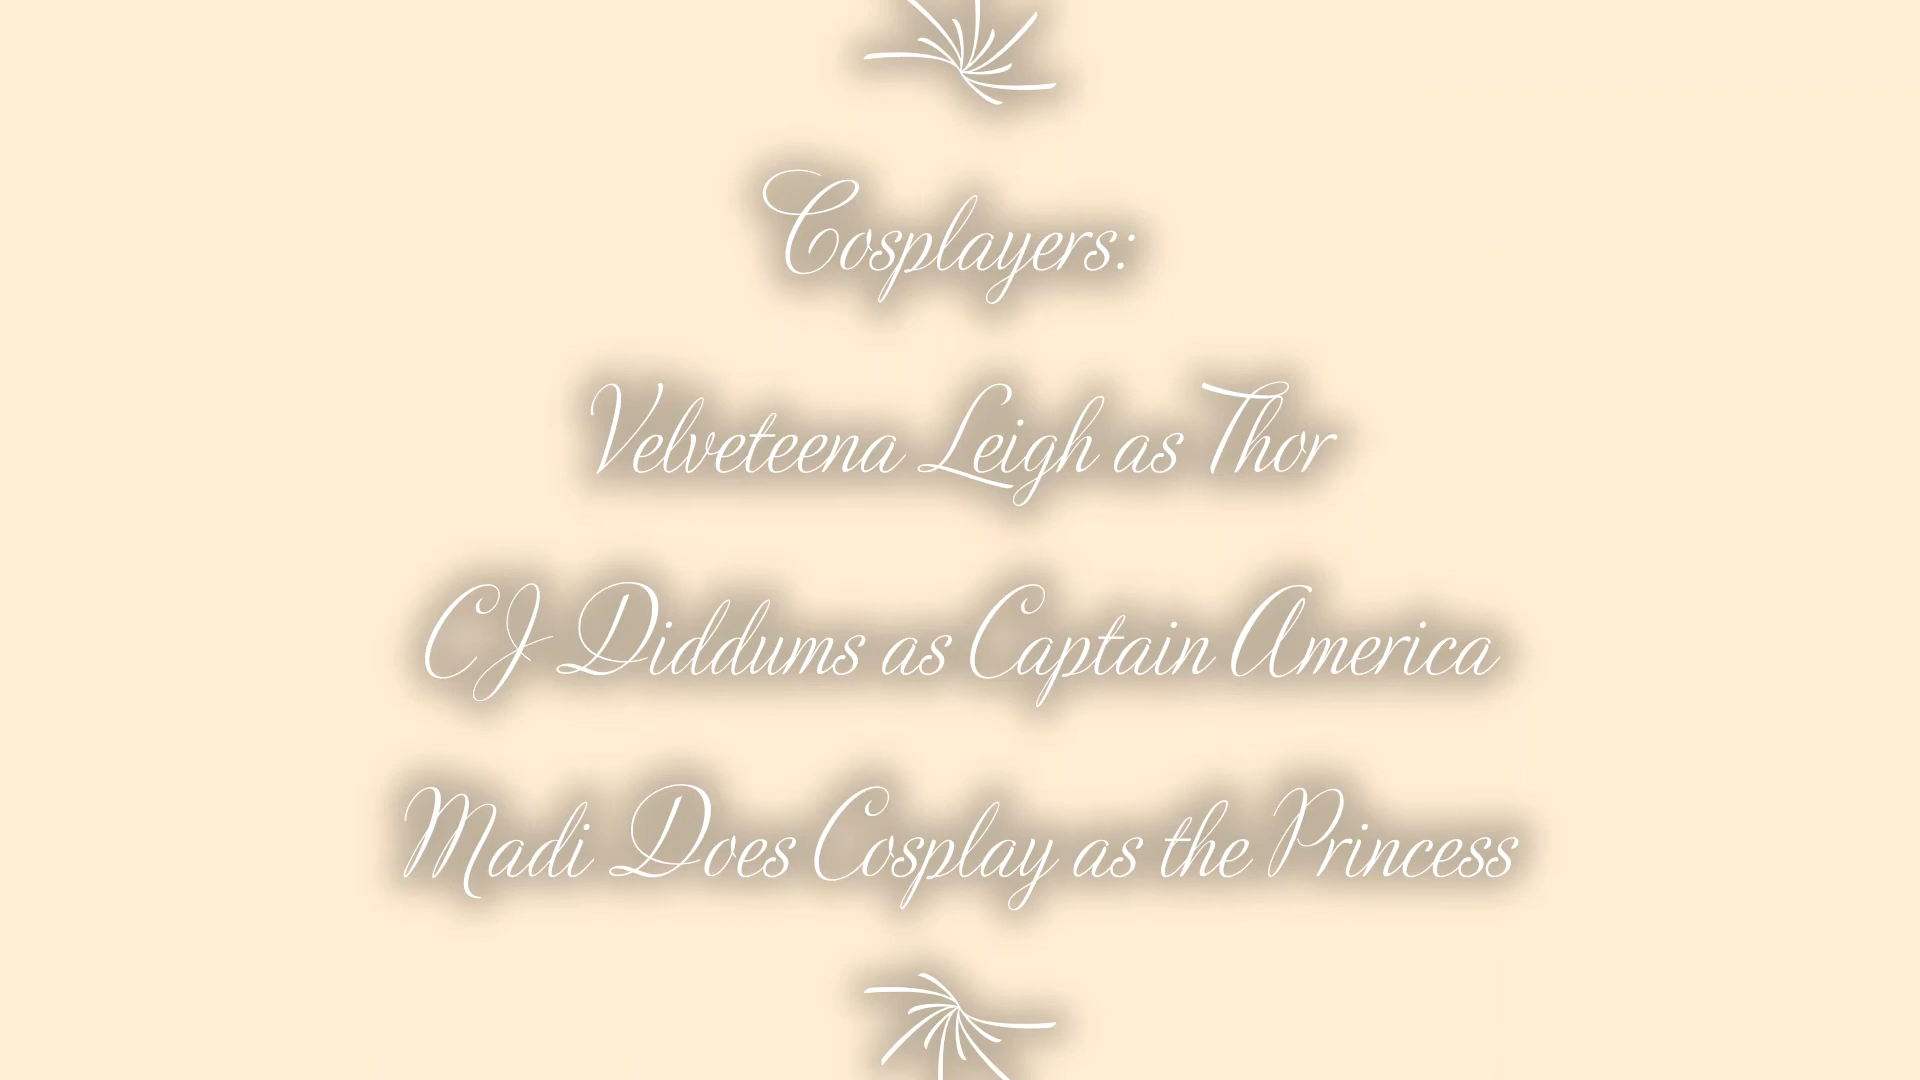 Cosplayers:
Velveteena Leigh as Thor
CJ Diddums as Captain America
Madi Does Cosplay as the Princess